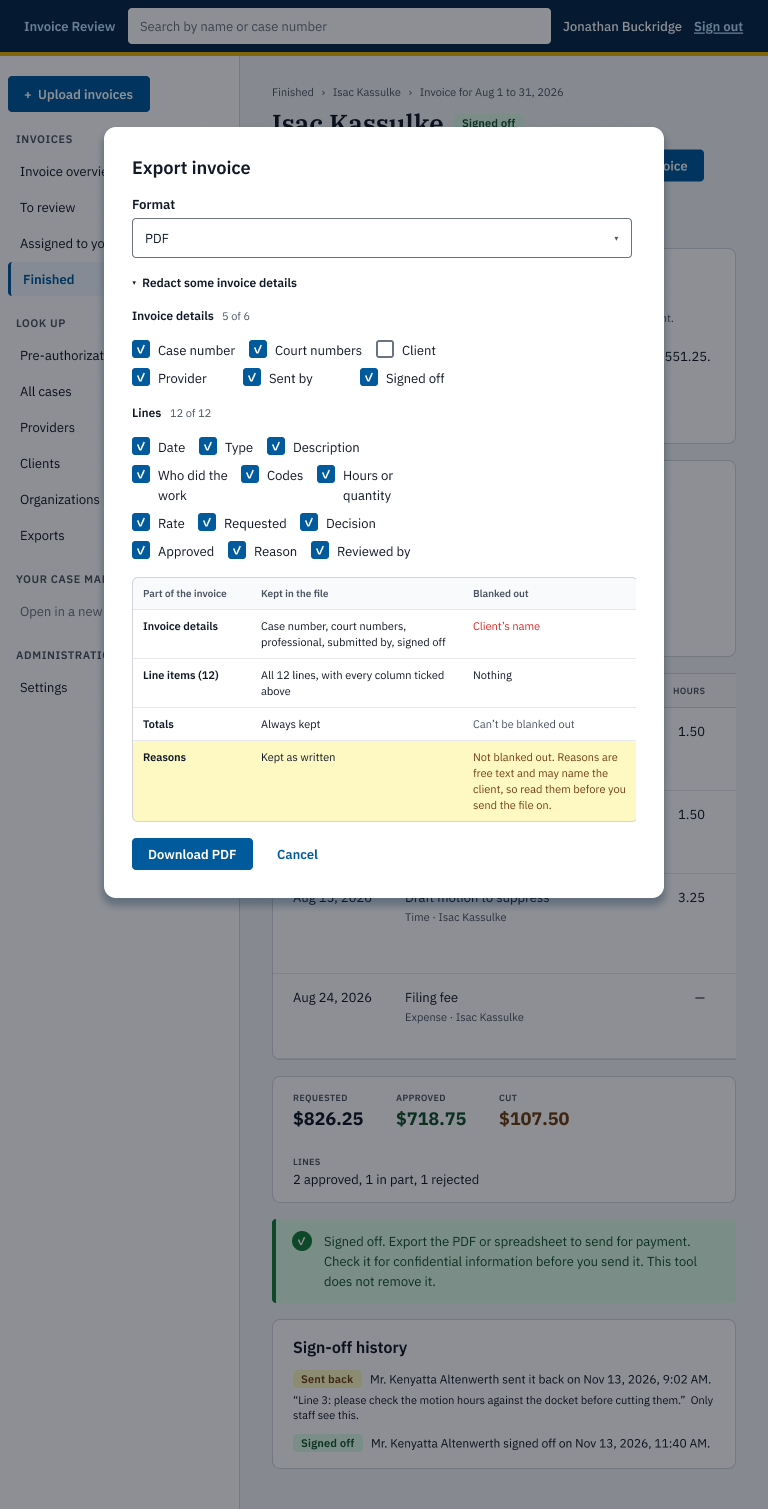 Invoice Review
Search by name or case number
Jonathan Buckridge
Sign out
+ Upload invoices
INVOICES
Invoice
To review
Assigned to
Finished
LOOK UP
All cases
Providers
Clients
Organizations
Exports
YOUR CASE
Open in a new
Settings
Finished › Isac Kassulke › Invoice for Aug 1 to 31, 2026
Isac Kassulke
Signed off
Export invoice
Format
PDF
▾
▾ Redact some invoice details
Invoice details 5 of 6
Case number Court numbers Client
Provider Sent by Signed off
Lines 12 of 12
Date Type Description
Who did the work Codes Hours or quantity
Rate Requested Decision
Approved Reason Reviewed by
Part of the invoice Kept in the file Blanked out
Invoice details
Case number, court numbers,
professional, submitted by, signed off
Client’s name
Line items (12)
All 12 lines, with every column ticked
above
Nothing
Totals
Always kept
Can’t be blanked out
Reasons
Kept as written
Not blanked out. Reasons are
free text and may name the
client, so read them before you
send the file on.
Download PDF
Cancel
551.25.
HOURS
1.50
1.50
Aug 15, 2026
Draft motion to suppress
3.25
Time · Isac Kassulke
Aug 24, 2026
Filing fee
—
Expense · Isac Kassulke
REQUESTED APPROVED CUT
$826.25 $718.75 $107.50
LINES
2 approved, 1 in part, 1 rejected
Signed off. Export the PDF or spreadsheet to send for payment.
Check it for confidential information before you send it. This tool
does not remove it.
Sign-off history
Sent back Mr. Kenyatta Altenwerth sent it back on Nov 13, 2026, 9:02 AM.
“Line 3: please check the motion hours against the docket before cutting them.” Only
staff see this.
Signed off Mr. Kenyatta Altenwerth signed off on Nov 13, 2026, 11:40 AM.